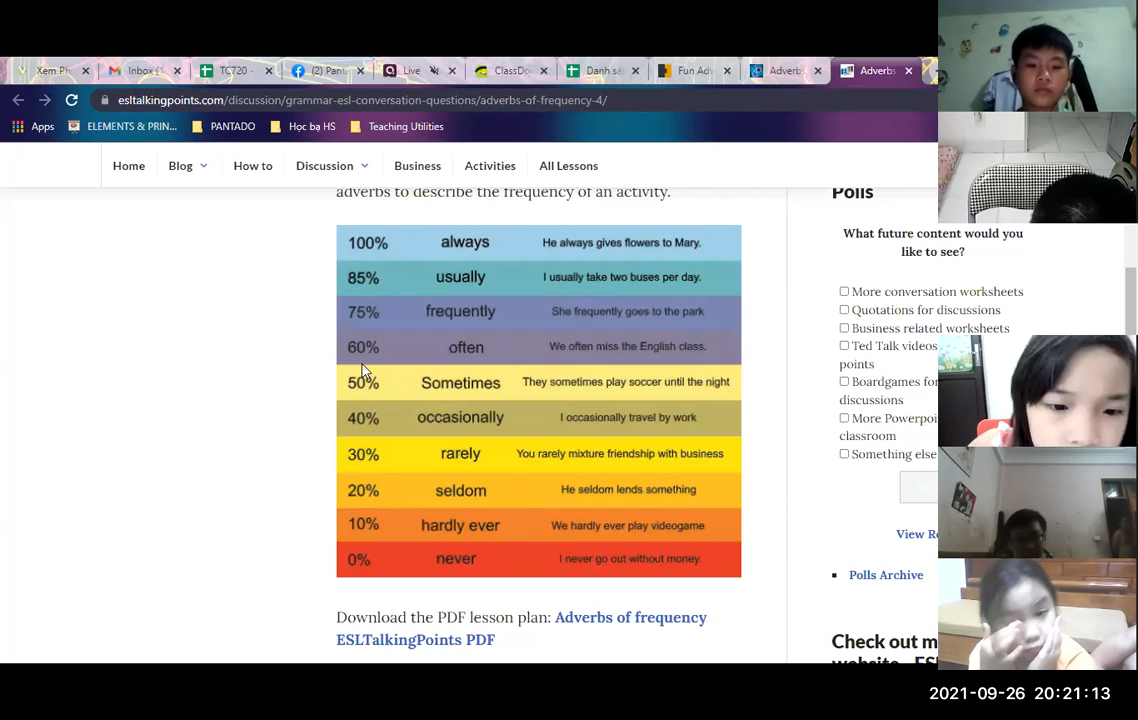 Xem Ph
Inbox (1
TC720 -
(2) Pant
Live
ClassDo
Danh sá
Fun Adv
Adverbs
Adverbs
esltalkingpoints.com/discussion/grammar-esl-conversation-questions/adverbs-of-frequency-4/
Apps ELEMENTS & PRIN... PANTADO Học bạ HS Teaching Utilities
Home Blog How to Discussion Business Activities All Lessons
adverbs to describe the frequency of an activity.
100% always He always gives flowers to Mary.
85% usually I usually take two buses per day.
75% frequently She frequently goes to the park
60% often We often miss the English class.
50% Sometimes They sometimes play soccer until the night
40% occasionally I occasionally travel by work
30% rarely You rarely mixture friendship with business
20% seldom He seldom lends something
10% hardly ever We hardly ever play videogame
0% never I never go out without money.
Download the PDF lesson plan: Adverbs of frequency
ESLTalkingPoints PDF
Polls
What future content would you
like to see?
More conversation worksheets
Quotations for discussions
Business related worksheets
Ted Talk videos
points
Boardgames for
discussions
More Powerpoi
classroom
Something else
View Re
Polls Archive
Check out m
2021-09-26 20:21:13